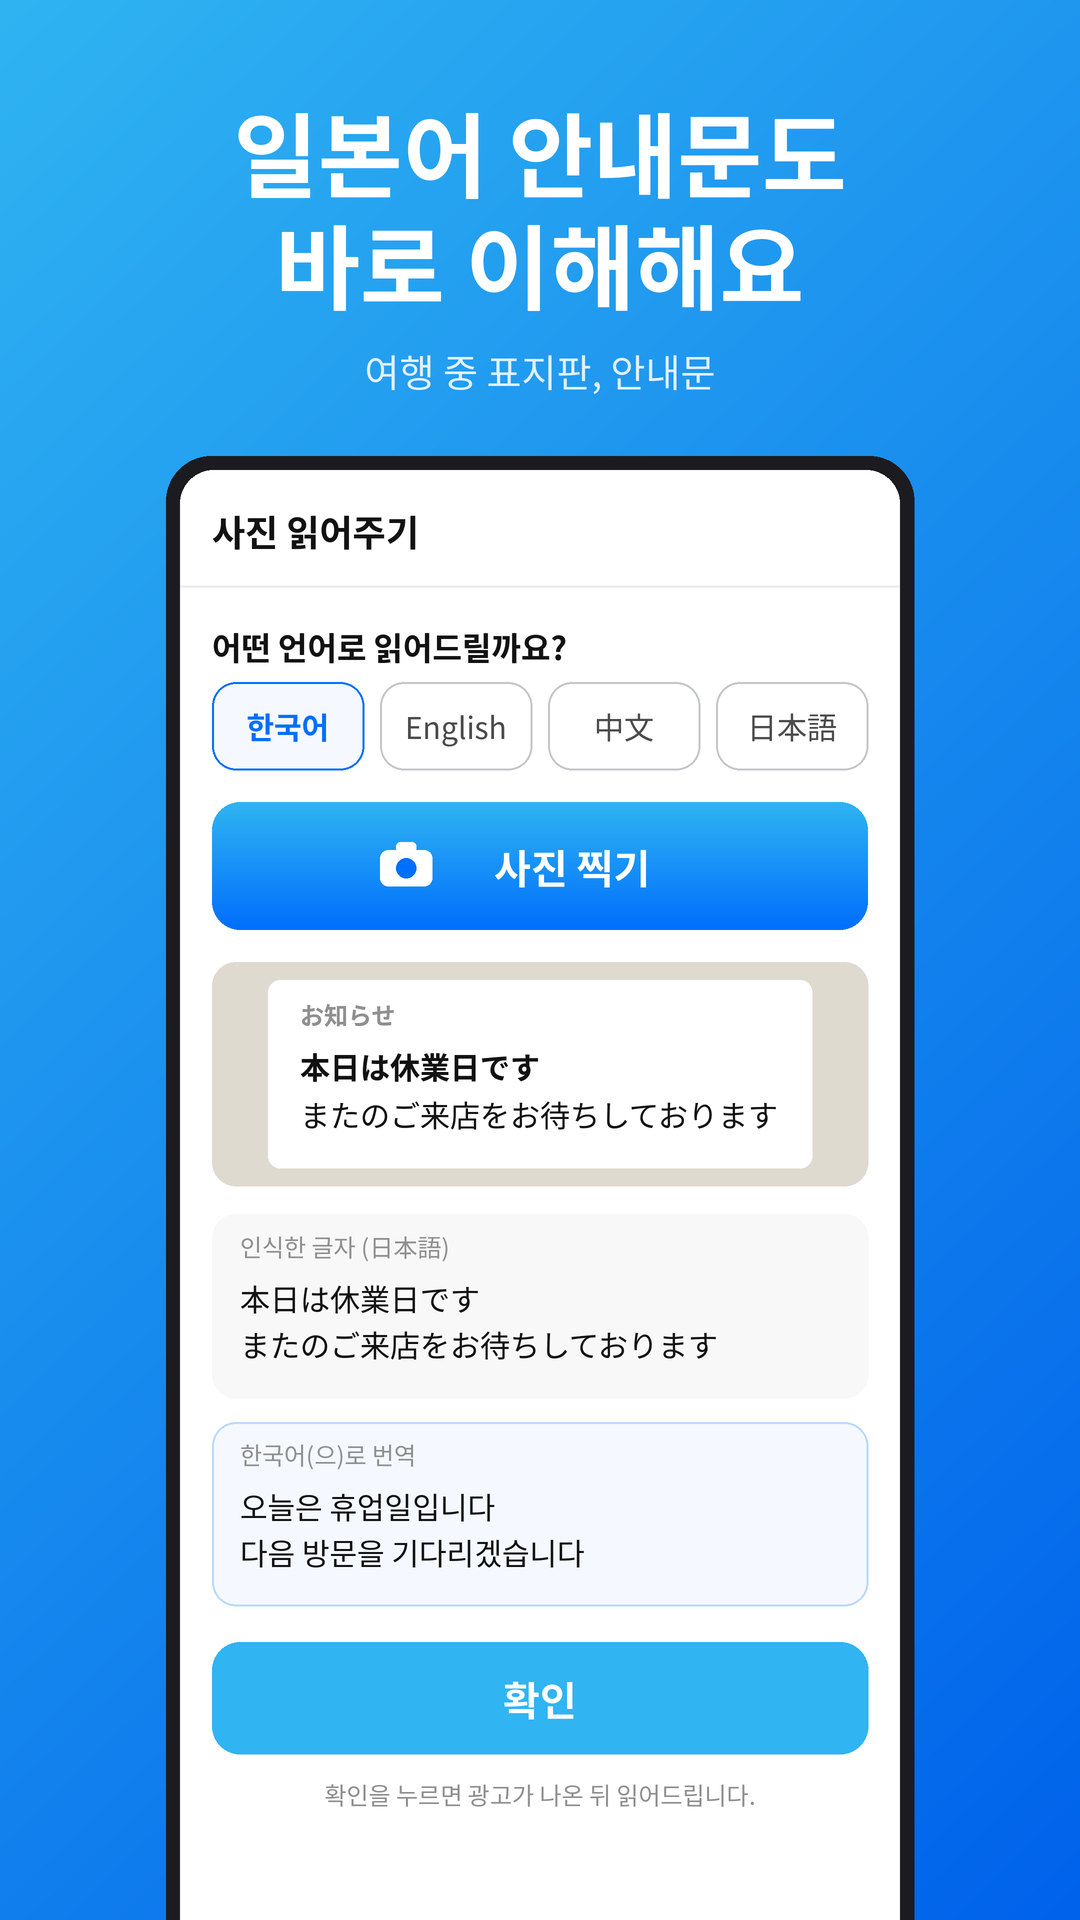 일본어 안내문도
바로 이해해요
여행 중 표지판, 안내문
사진 읽어주기
어떤 언어로 읽어드릴까요?
한국어 English 中文 日本語
사진 찍기
お知らせ
本日は休業日です
またのご来店をお待ちしております
인식한 글자 (日本語)
本日は休業日です
またのご来店をお待ちしております
한국어(으)로 번역
오늘은 휴업일입니다
다음 방문을 기다리겠습니다
확인
확인을 누르면 광고가 나온 뒤 읽어드립니다.